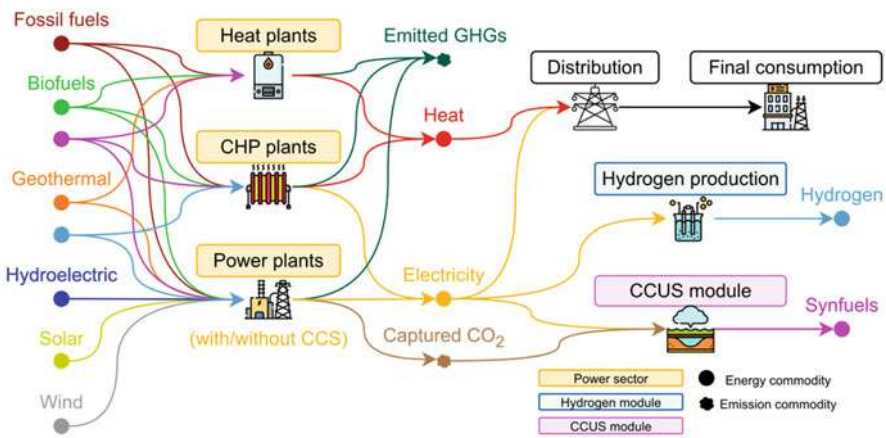 Fossil fuels
Heat plants
Emitted GHGs
Distribution
Final consumption
Biofuels
Heat
CHP plants
Geothermal
Hydrogen production
Hydrogen
Power plants
Hydroelectric
Electricity
CCUS module
Synfuels
Solar
(with/without CCS)
Captured CO₂
Wind
Power sector
Energy commodity
Hydrogen module
Emission commodity
CCUS module